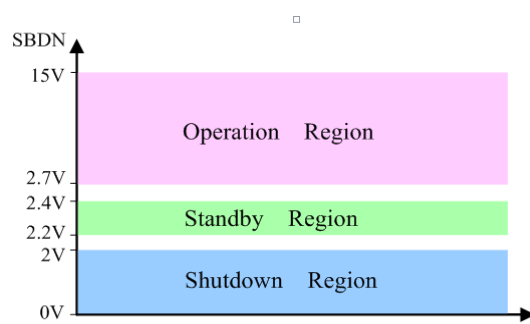 SBDN
15V
Operation Region
2.7V
2.4V
Standby Region
2.2V
2V
Shutdown Region
0V